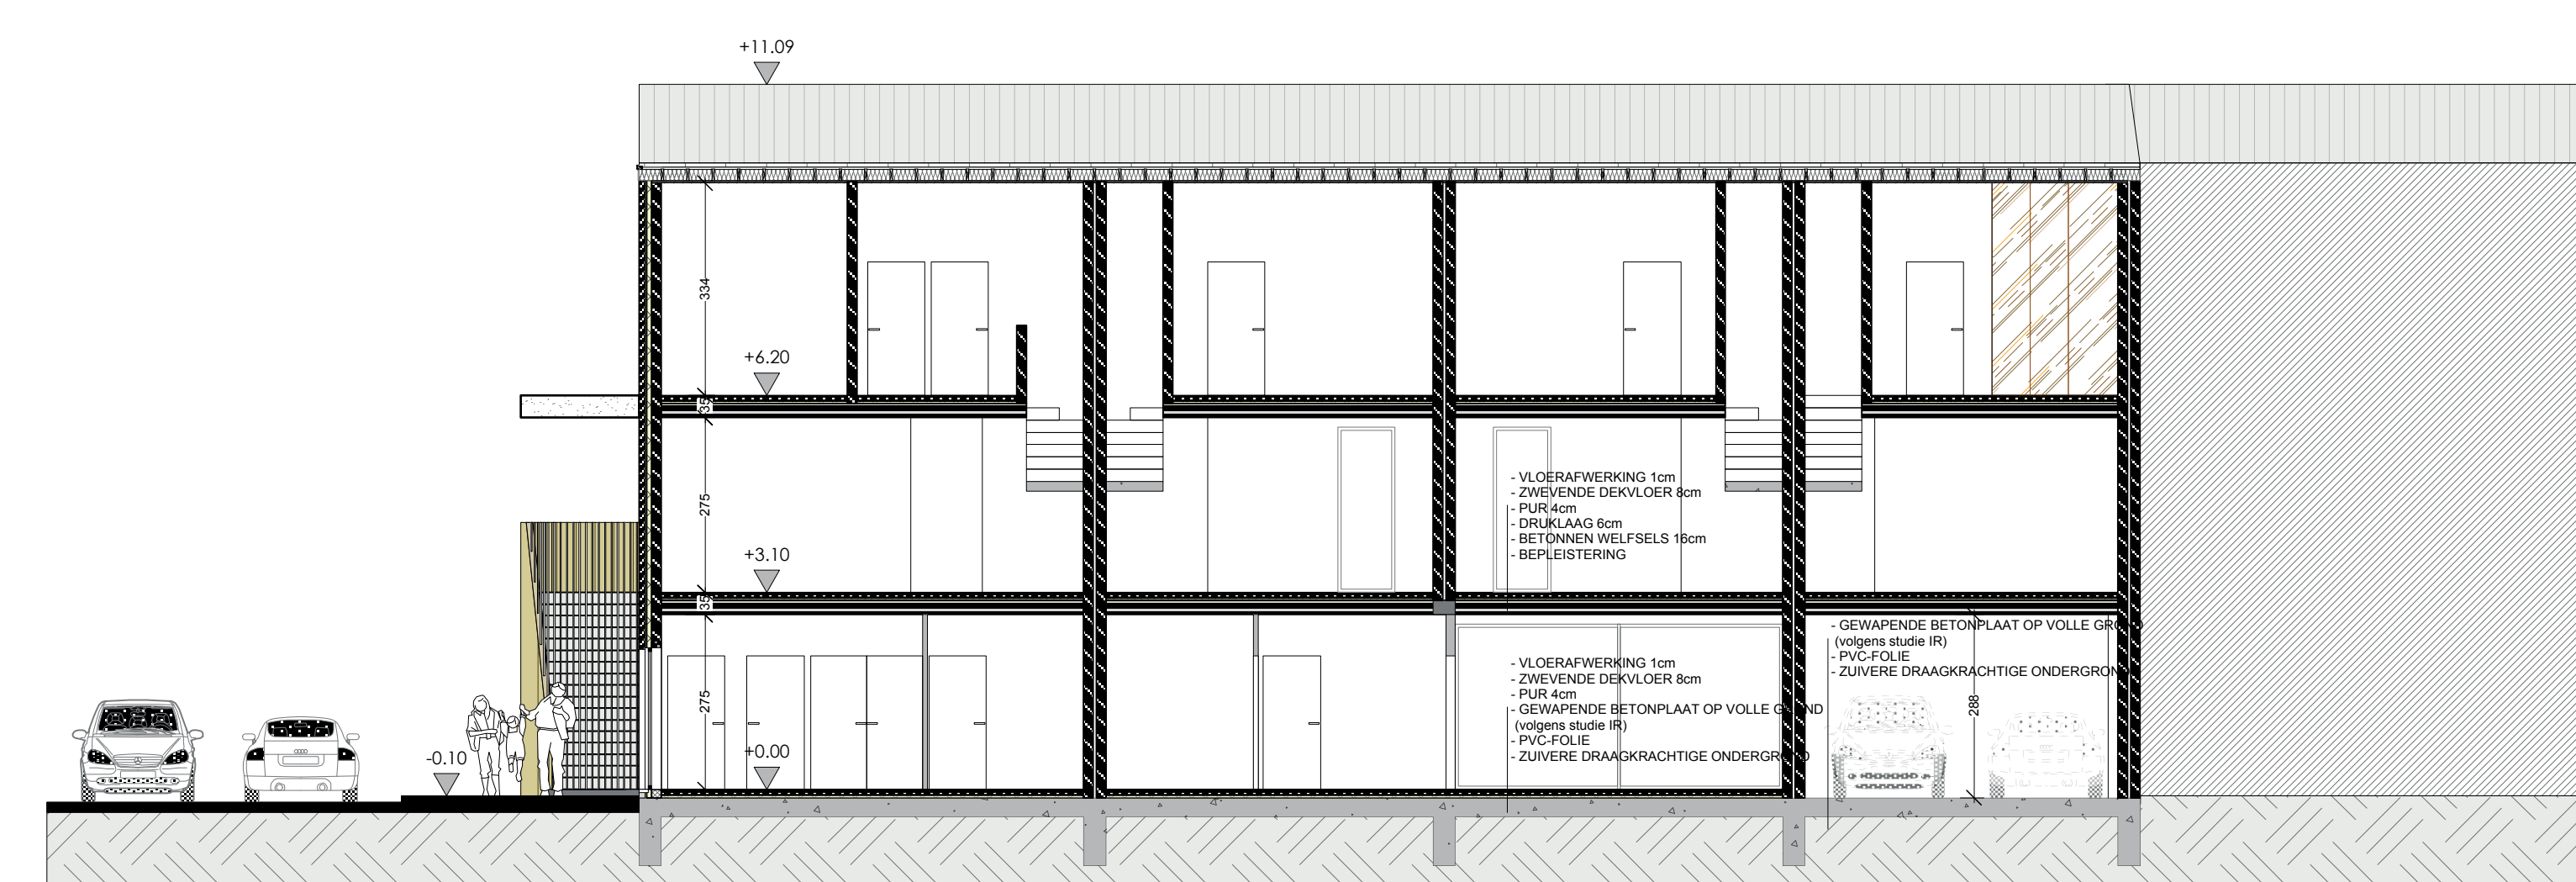 +11.09
334
+6.20
35
275
- VLOERAFWERKING 1cm
- ZWEVENDE DEKVLOER 8cm
- PUR 4cm
- DRUKLAAG 6cm
- BETONNEN WELFSELS 16cm
- BEPLEISTERING
+3.10
35
275
- VLOERAFWERKING 1cm
- ZWEVENDE DEKVLOER 8cm
- PUR 4cm
- GEWAPENDE BETONPLAAT OP VOLLE GROND
(volgens studie IR)
- PVC-FOLIE
- ZUIVERE DRAAGKRACHTIGE ONDERGROND
- GEWAPENDE BETONPLAAT OP VOLLE GROND
(volgens studie IR)
- PVC-FOLIE
- ZUIVERE DRAAGKRACHTIGE ONDERGROND
288
+0.00
-0.10